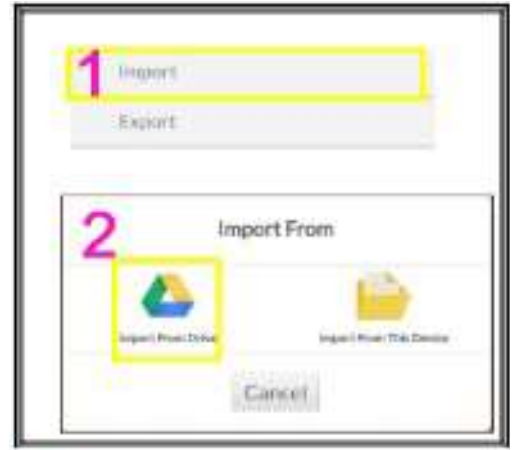 1 Import
Export
2 Import From
Import From Drive Import From This Device
Cancel